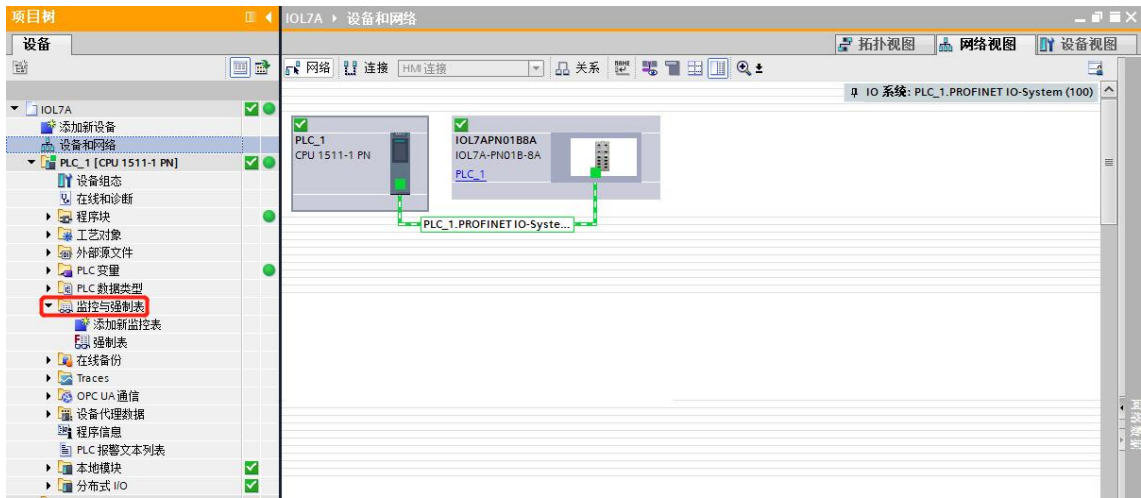 项目树
IOL7A ▸ 设备和网络
设备
拓扑视图
网络视图
设备视图
网络
连接
HMI 连接
关系
IO 系统: PLC_1.PROFINET IO-System (100)
IOL7A
添加新设备
设备和网络
PLC_1 [CPU 1511-1 PN]
设备组态
在线和诊断
程序块
工艺对象
外部源文件
PLC 变量
PLC 数据类型
监控与强制表
添加新监控表
强制表
在线备份
Traces
OPC UA 通信
设备代理数据
程序信息
PLC 报警文本列表
本地模块
分布式 I/O
PLC_1
CPU 1511-1 PN
IOL7APN01B8A
IOL7A-PN01B-8A
PLC_1
PLC_1.PROFINET IO-Syste...
网络数据